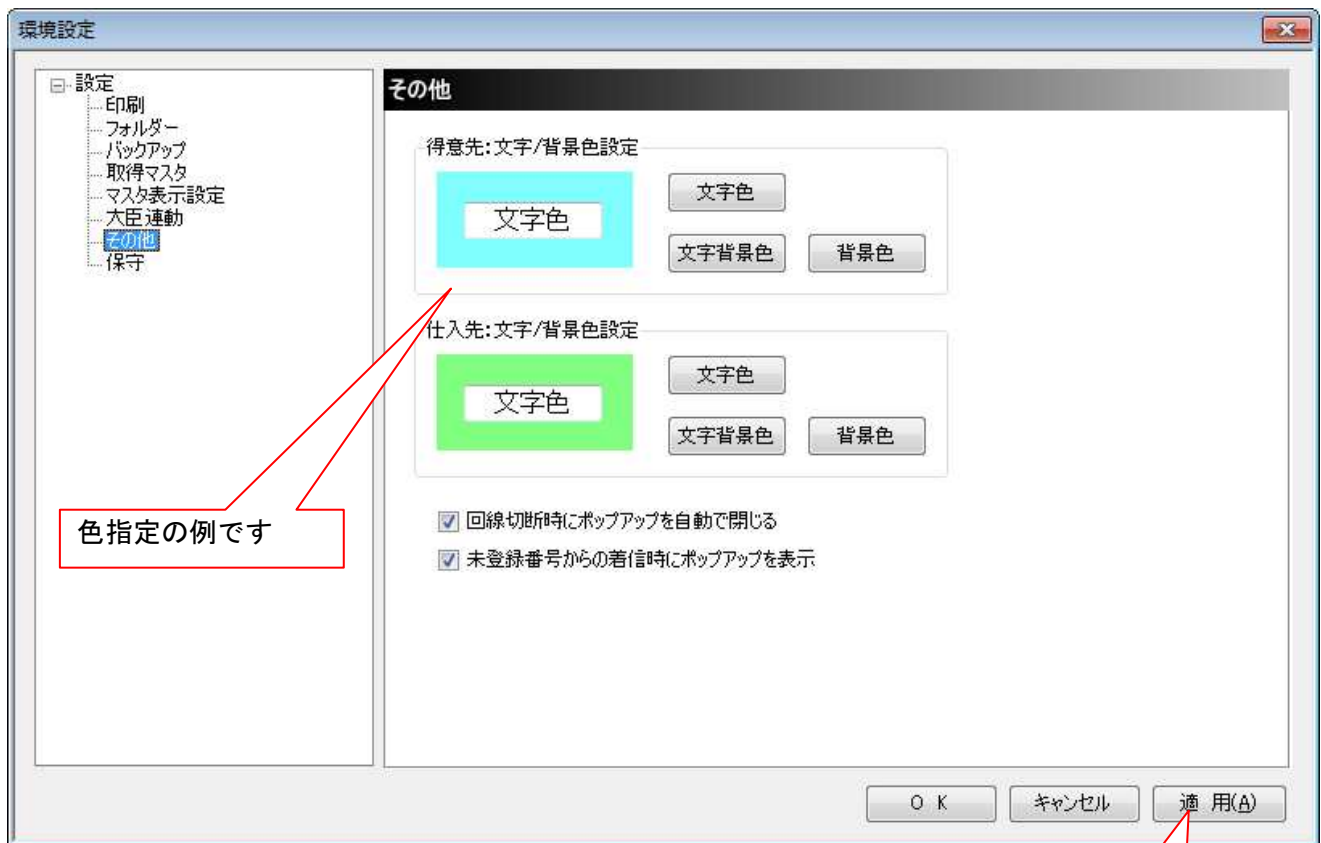 環境設定
設定
印刷
フォルダー
バックアップ
取得マスタ
マスタ表示設定
大臣連動
その他
保守
その他
得意先:文字/背景色設定
文字色
文字色
文字背景色
背景色
仕入先:文字/背景色設定
文字色
文字色
文字背景色
背景色
回線切断時にポップアップを自動で閉じる
未登録番号からの着信時にポップアップを表示
色指定の例です
O K
キャンセル
適 用(A)